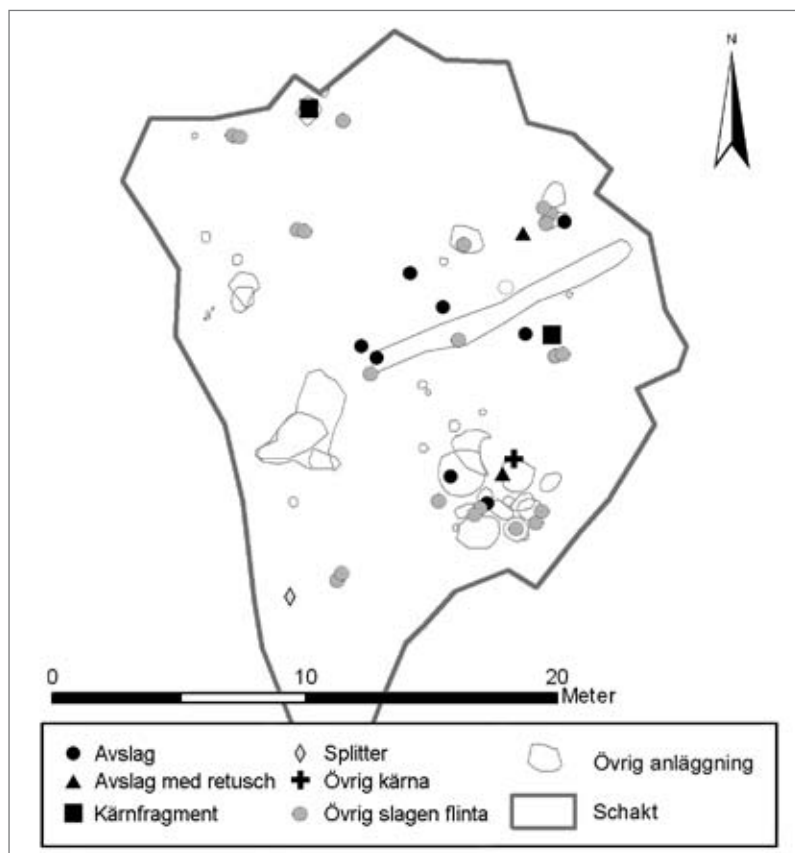 N
0 10 20
Meter
Avslag
Splitter
Övrig anläggning
Avslag med retusch
Övrig kärna
Kärnfragment
Övrig slagen flinta
Schakt